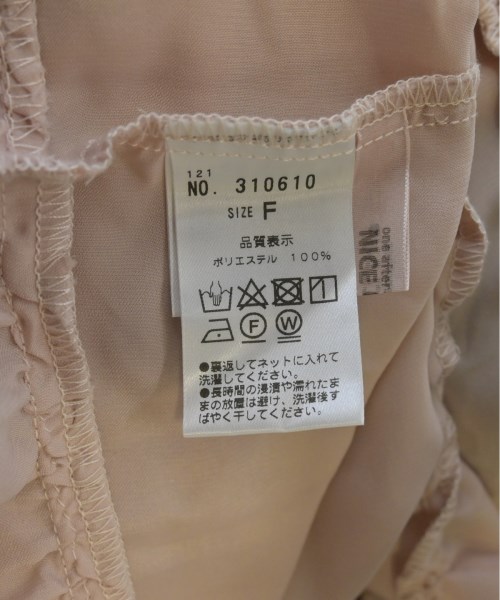 121
NO. 310610
SIZE F
品質表示
ポリエステル 100%
F W
●裏返してネットに入れて
洗濯してください。
●長時間の浸漬や濡れたま
まの放置は避け、洗濯後す
ばやく干してください。
one after
NICE